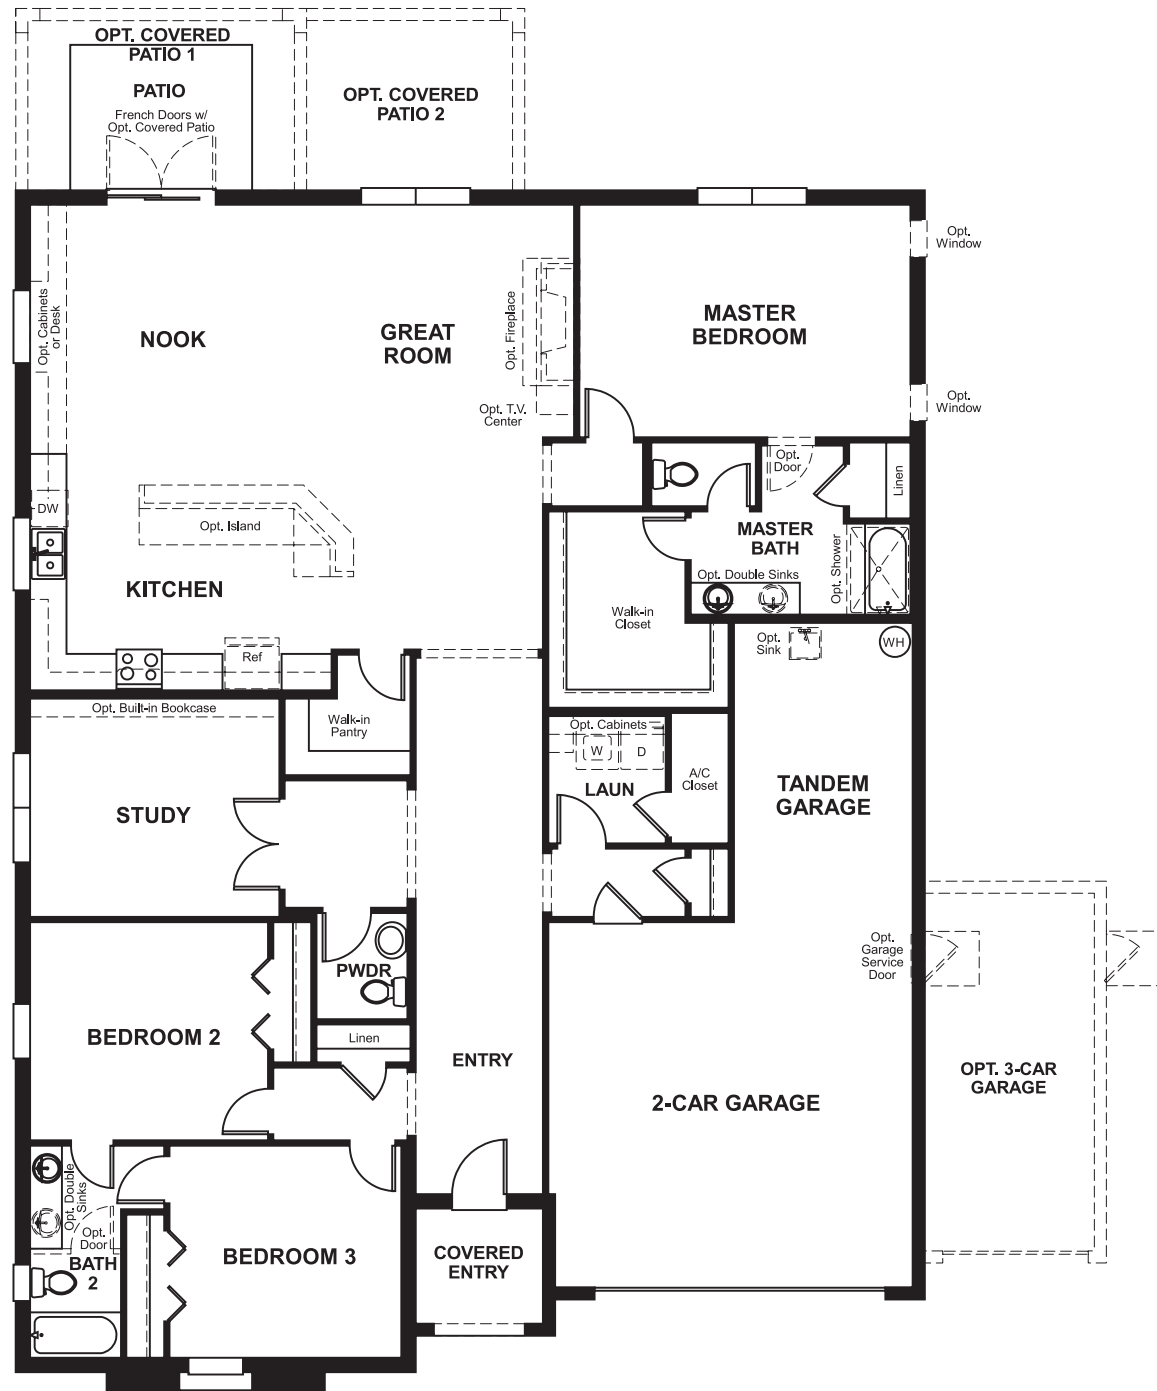 OPT. COVERED
PATIO 1
PATIO
French Doors w/
Opt. Covered Patio
OPT. COVERED
PATIO 2
Opt.
Window
Opt. Cabinets
or Desk
NOOK
GREAT
ROOM
Opt. Fireplace
MASTER
BEDROOM
Opt.
Window
Opt. T.V.
Center
Opt.
Door
Linen
DW
Opt. Island
MASTER
BATH
Opt. Shower
Opt. Double Sinks
KITCHEN
Walk-in
Closet
Opt.
Sink
WH
Ref
Opt. Built-in Bookcase
Walk-in
Pantry
Opt. Cabinets
W
D
A/C
Closet
LAUN
TANDEM
GARAGE
STUDY
Opt.
Garage
Service
Door
PWDR
BEDROOM 2
Linen
ENTRY
2-CAR GARAGE
OPT. 3-CAR
GARAGE
Opt. Double
Sinks
Opt.
Door
BATH
2
BEDROOM 3
COVERED
ENTRY